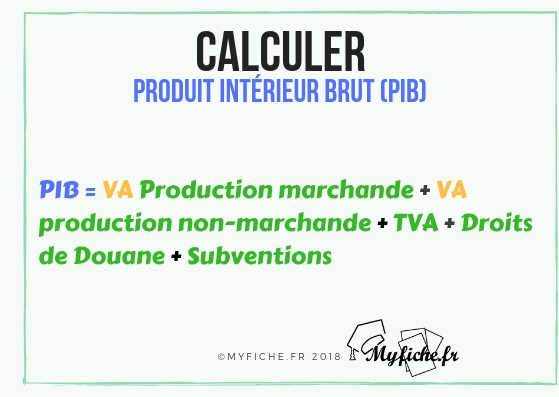 CALCULER
PRODUIT INTÉRIEUR BRUT (PIB)
PIB = VA Production marchande + VA
production non-marchande + TVA + Droits
de Douane + Subventions
©MYFICHE.FR 2018
Myfiche.fr